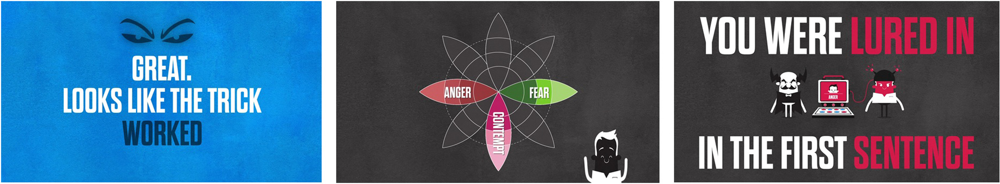 GREAT.
LOOKS LIKE THE TRICK
WORKED
ANGER
FEAR
CONTEMPT
YOU WERE LURED IN
ANGER
IN THE FIRST SENTENCE